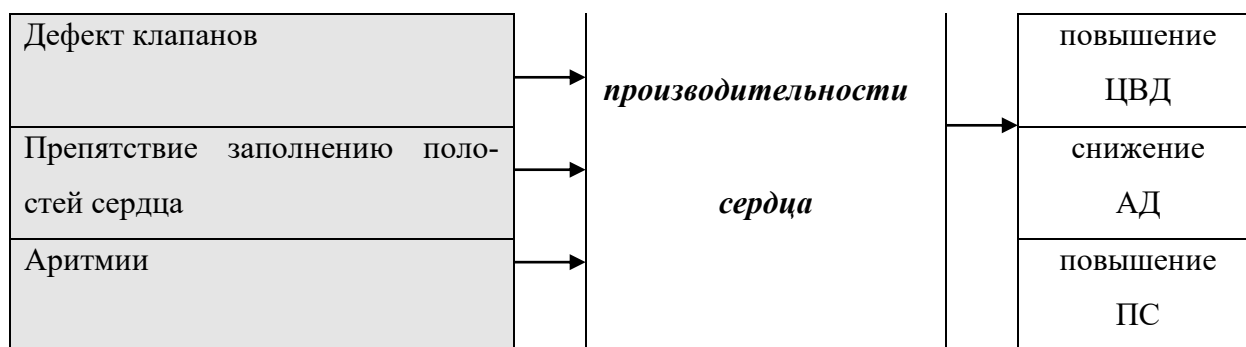 Дефект клапанов
Препятствие заполнению поло-
стей сердца
Аритмии
производительности
сердца
повышение
ЦВД
снижение
АД
повышение
ПС